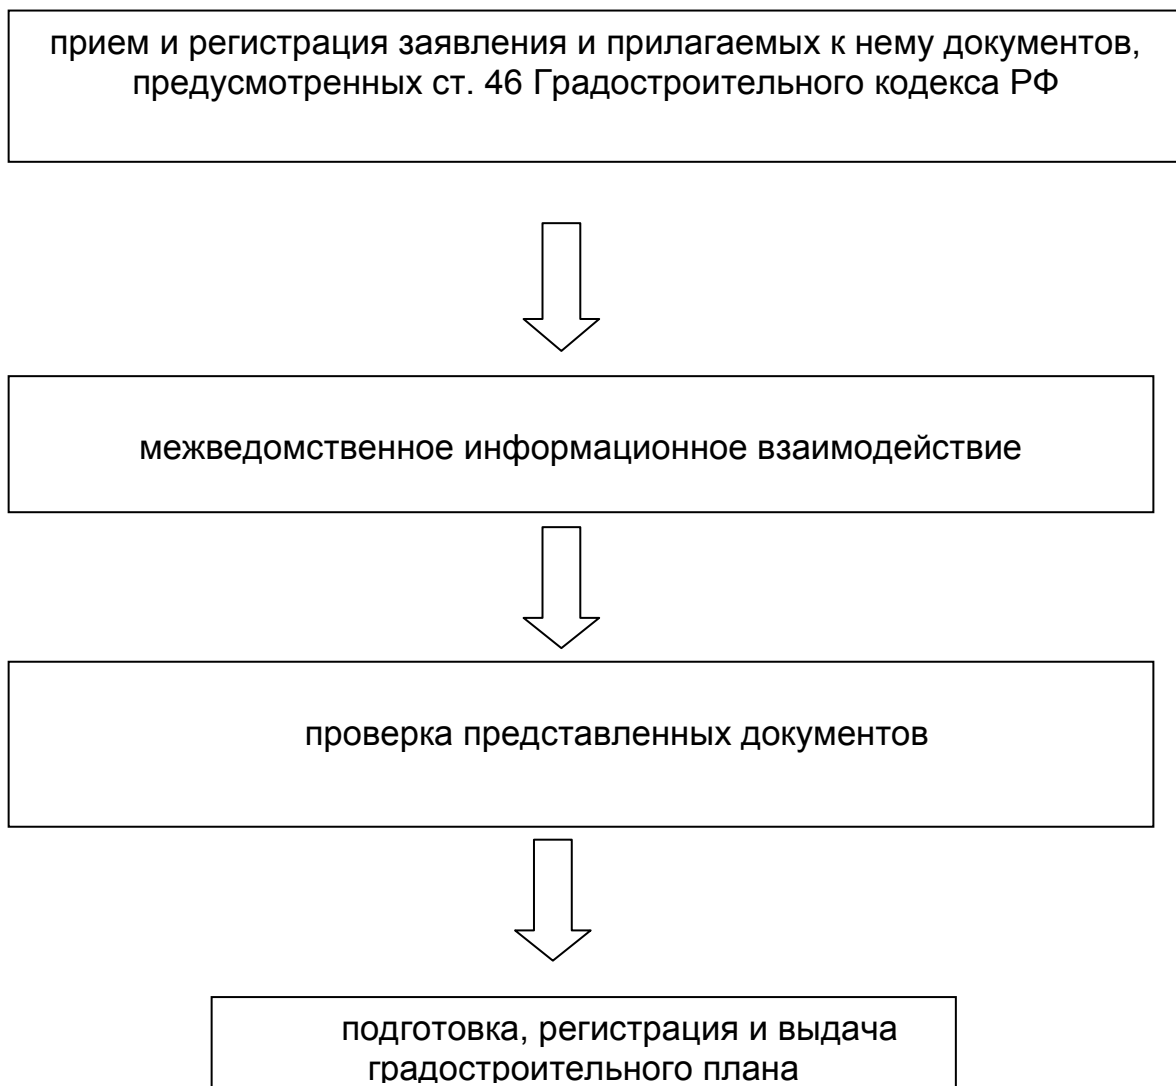 прием и регистрация заявления и прилагаемых к нему документов,
предусмотренных ст. 46 Градостроительного кодекса РФ
межведомственное информационное взаимодействие
проверка представленных документов
подготовка, регистрация и выдача
градостроительного плана